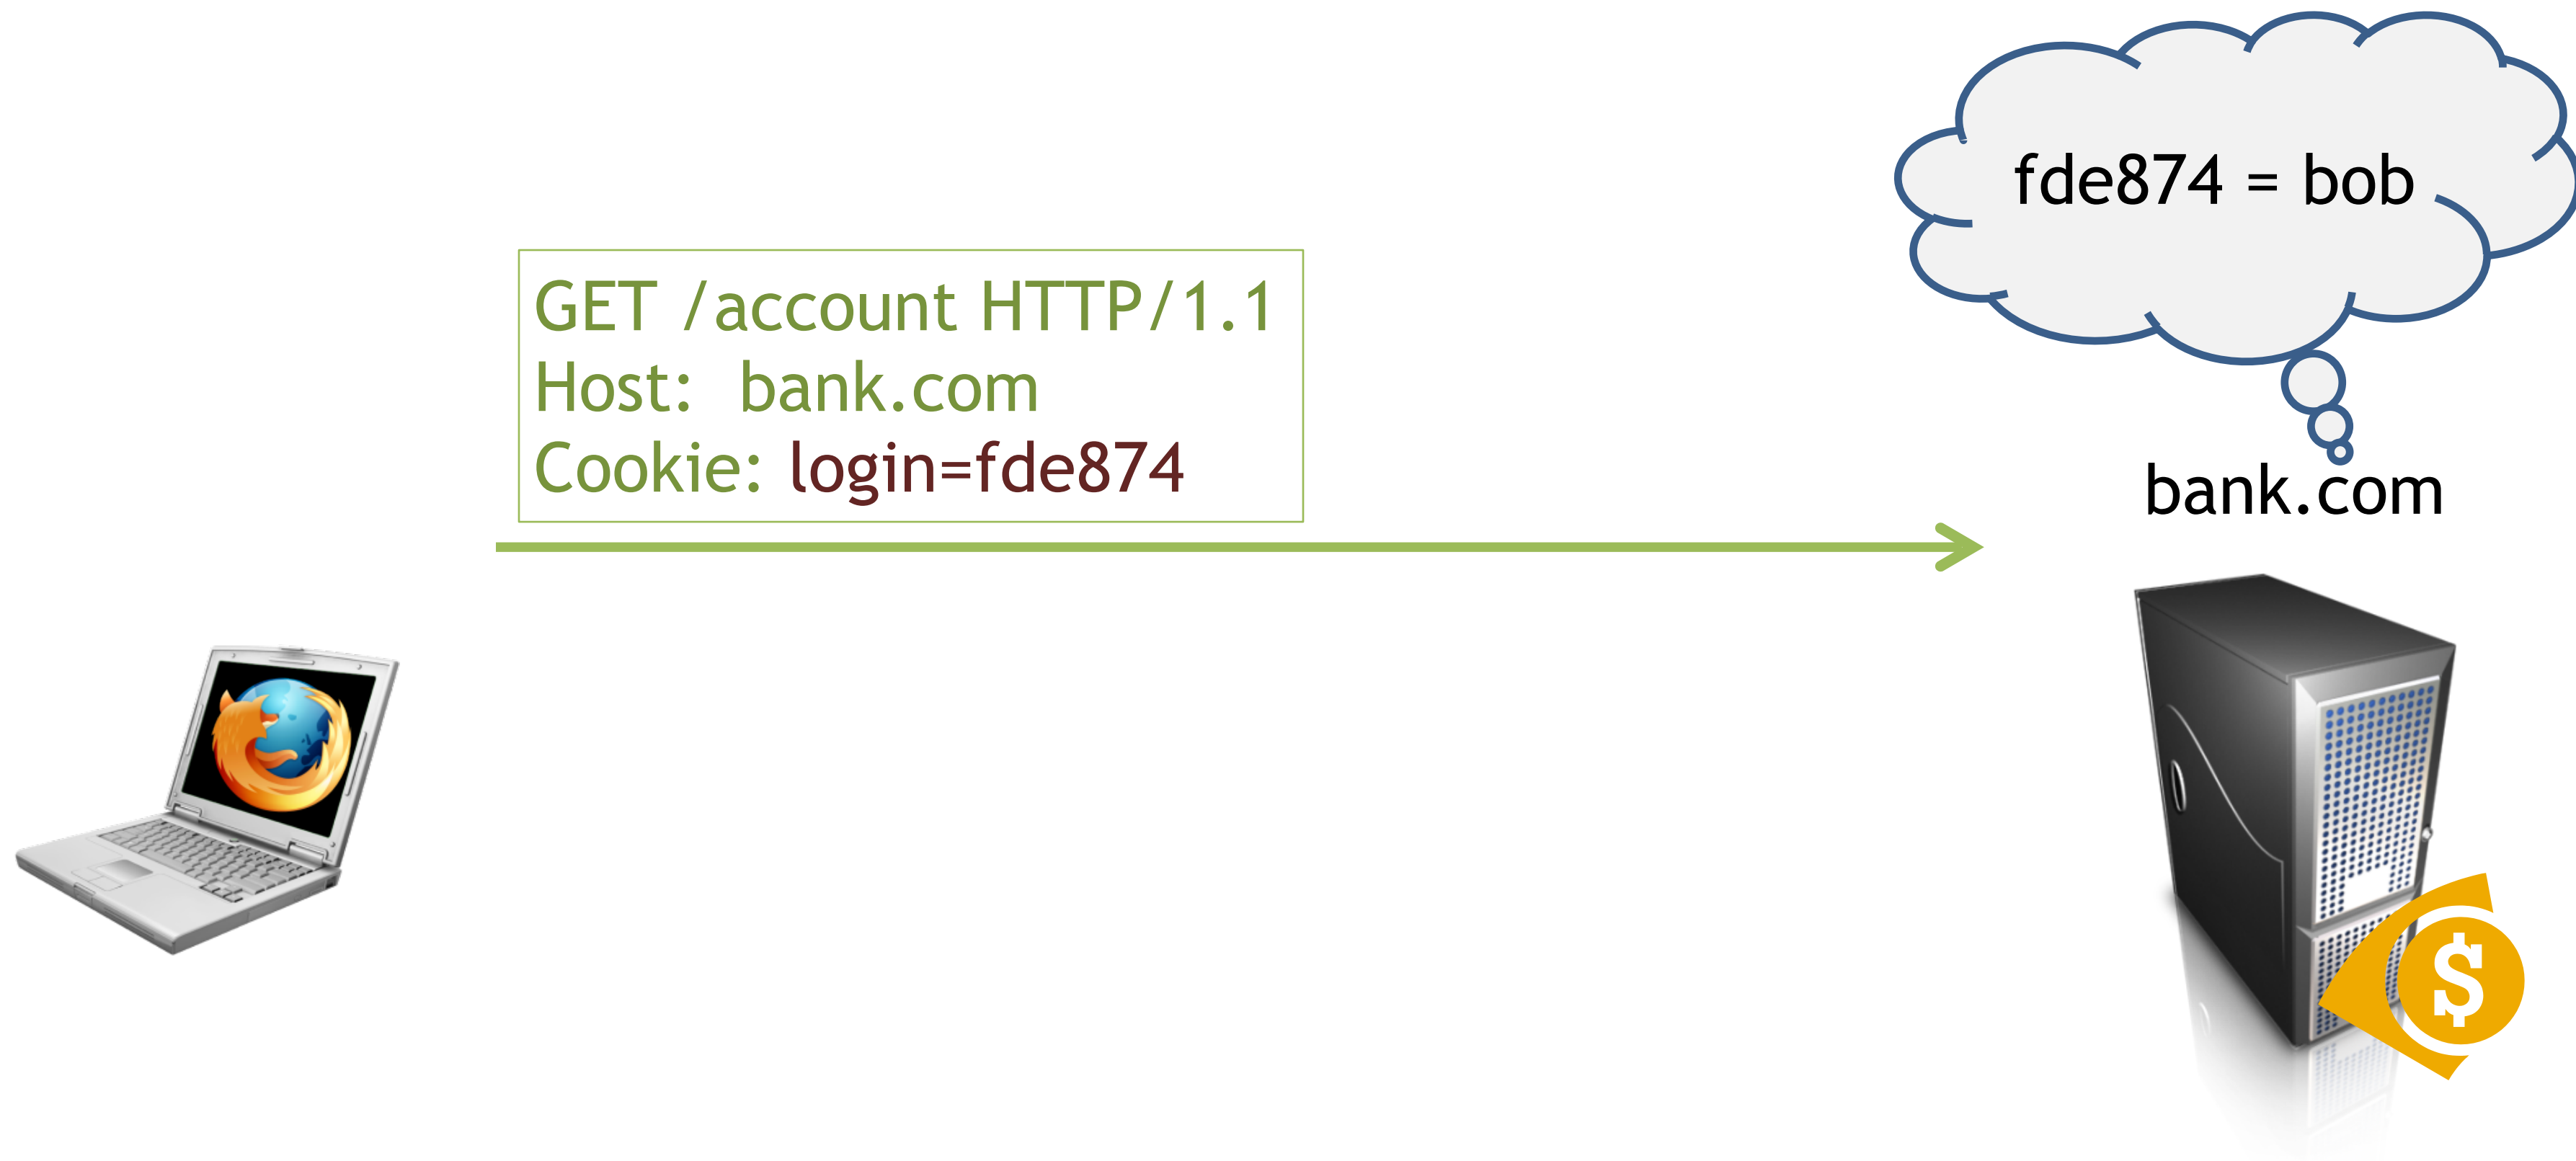 fde874 = bob
GET /account HTTP/1.1
Host: bank.com
Cookie: login=fde874
bank.com
$